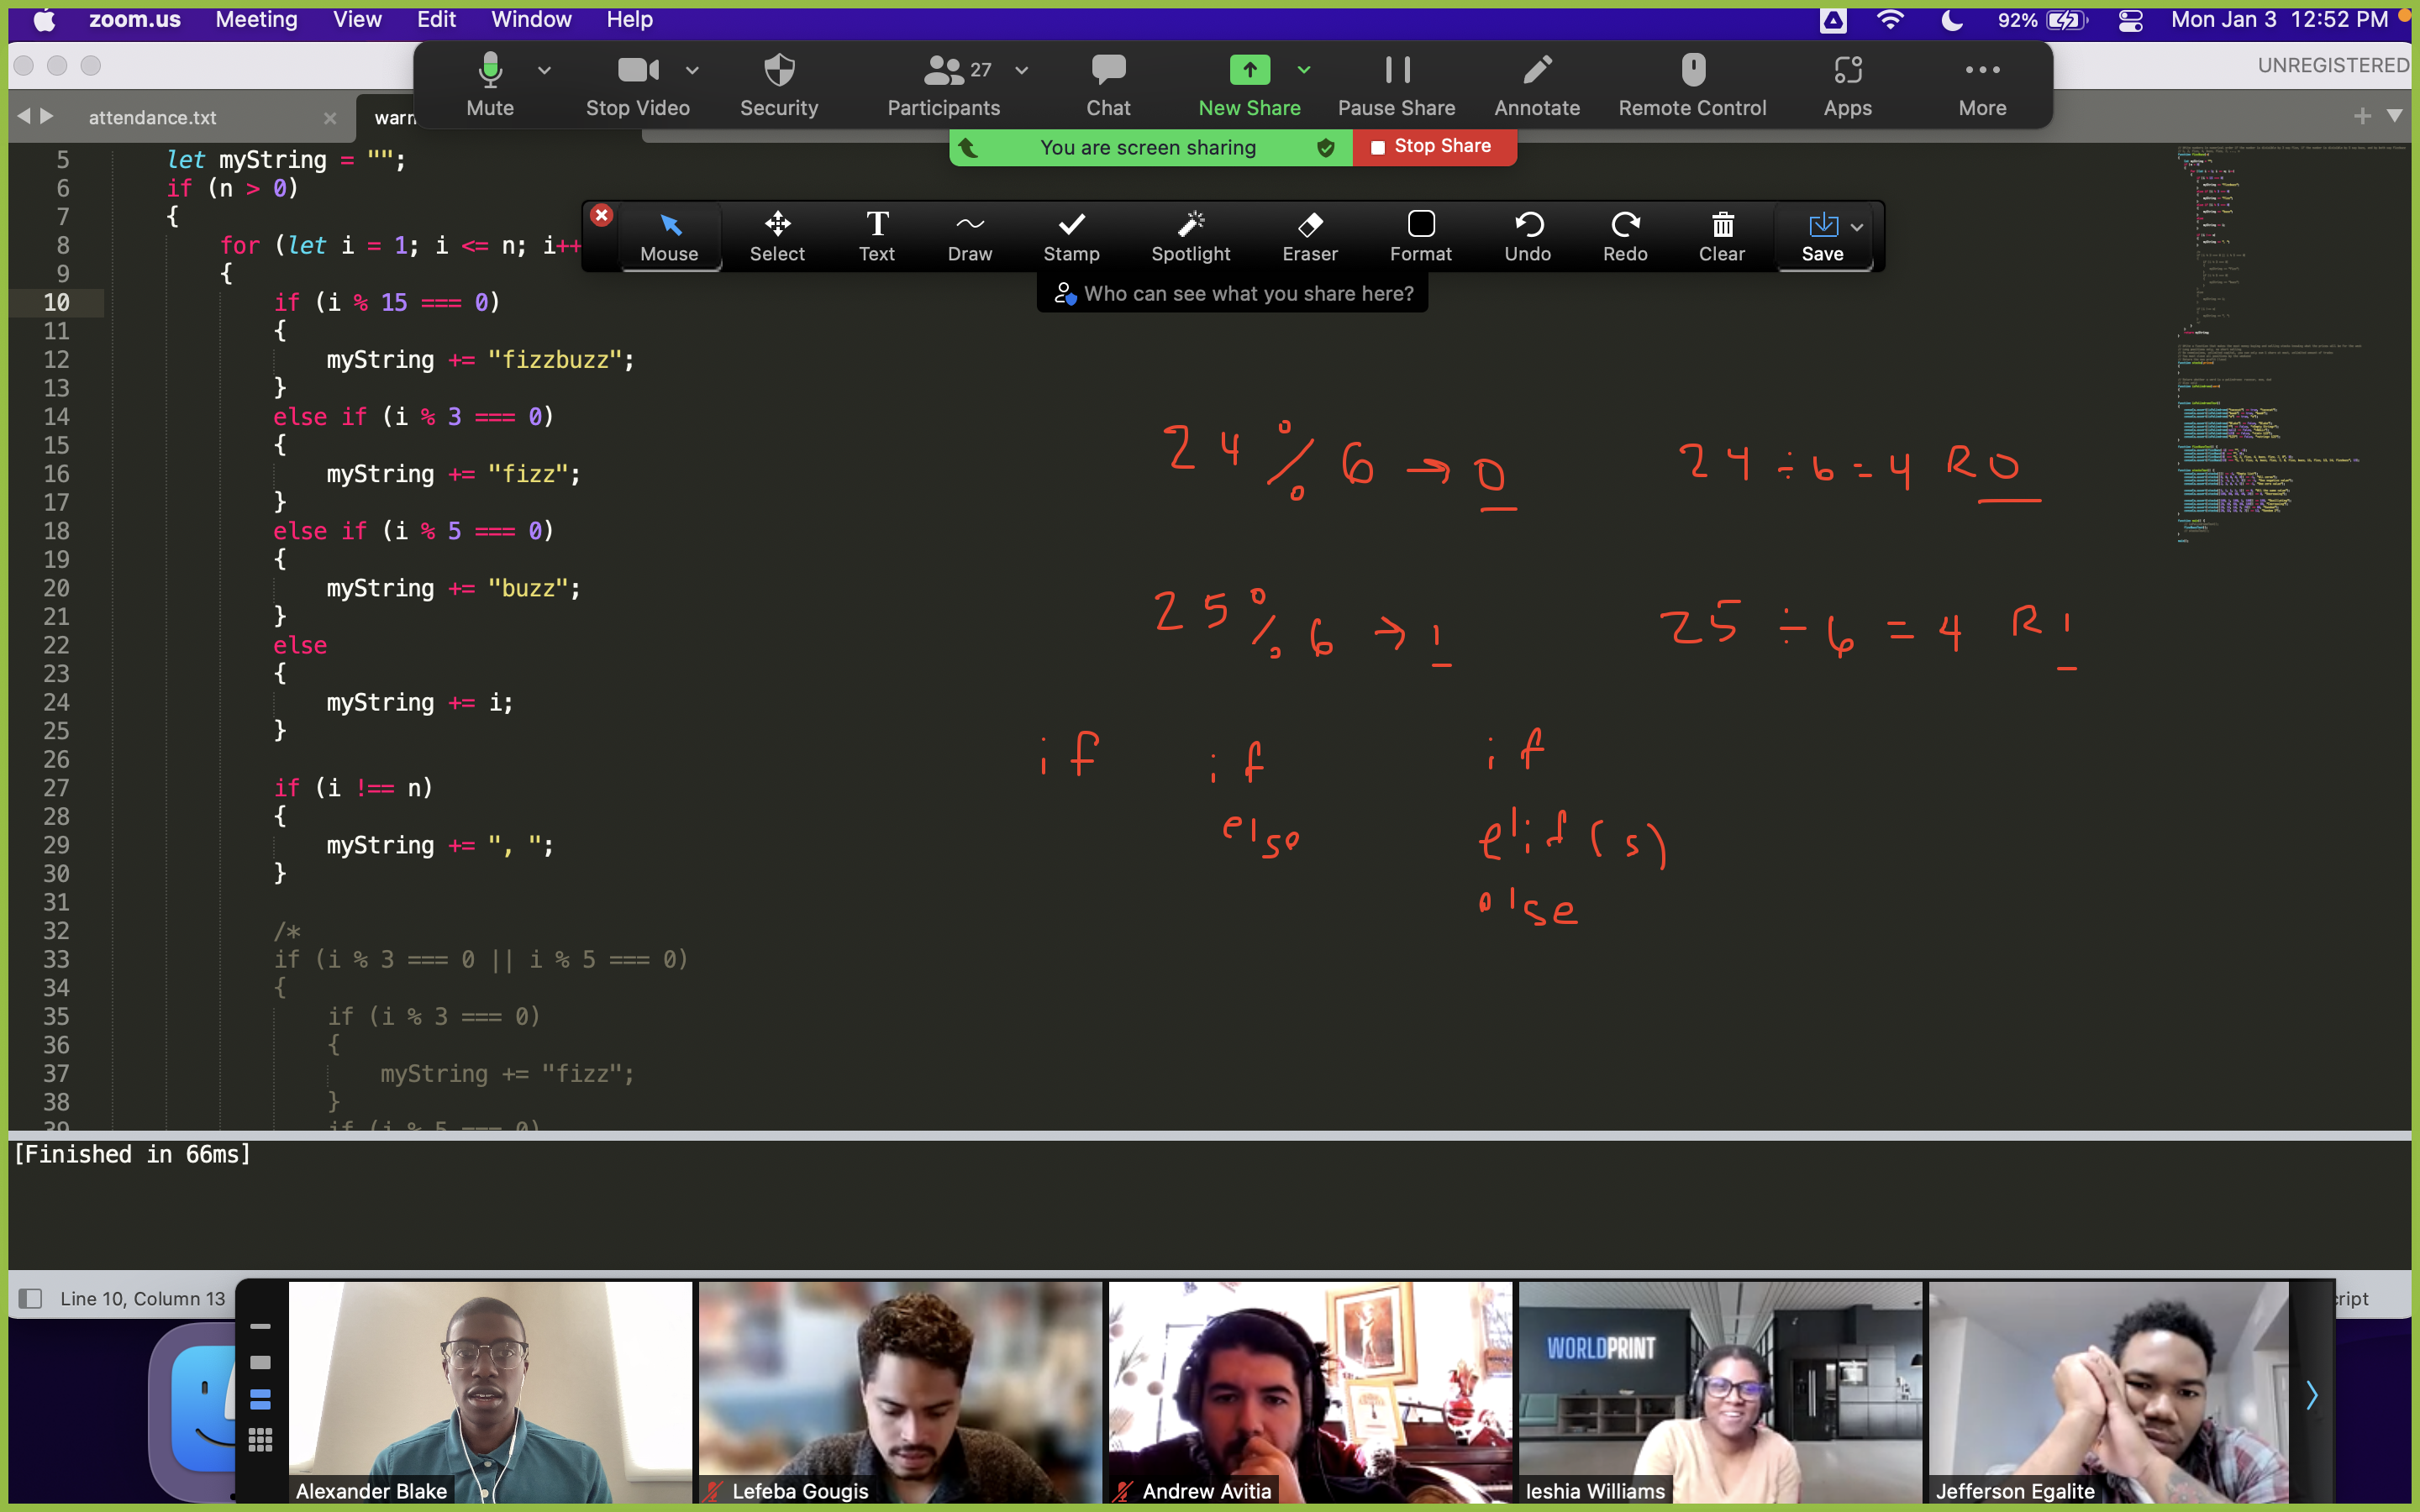 zoom.us Meeting View Edit Window Help 92% Mon Jan 3 12:52 PM
UNREGISTERED
Mute Stop Video Security Participants 27 Chat New Share Pause Share Annotate Remote Control Apps More
attendance.txt warn
You are screen sharing Stop Share
Mouse Select Text Draw Stamp Spotlight Eraser Format Undo Redo Clear Save
Who can see what you share here?
5 let myString = "";
6 if (n > 0)
7 {
8 for (let i = 1; i <= n; i++
9 {
10 if (i % 15 === 0)
11 {
12 myString += "fizzbuzz";
13 }
14 else if (i % 3 === 0)
15 {
16 myString += "fizz";
17 }
18 else if (i % 5 === 0)
19 {
20 myString += "buzz";
21 }
22 else
23 {
24 myString += i;
25 }
26
27 if (i !== n)
28 {
29 myString += ", ";
30 }
31
32 /*
33 if (i % 3 === 0 || i % 5 === 0)
34 {
35 if (i % 3 === 0)
36 {
37 myString += "fizz";
38 }
39 if (i % 5 === 0)
24 % 6 → 0 24 ÷ 6 = 4 R 0
25 % 6 → 1 25 ÷ 6 = 4 R 1
if if if
else elif(s)
else
[Finished in 66ms]
Line 10, Column 13 cript
WORLDPRINT
Alexander Blake Lefeba Gougis Andrew Avitia Ieshia Williams Jefferson Egalite